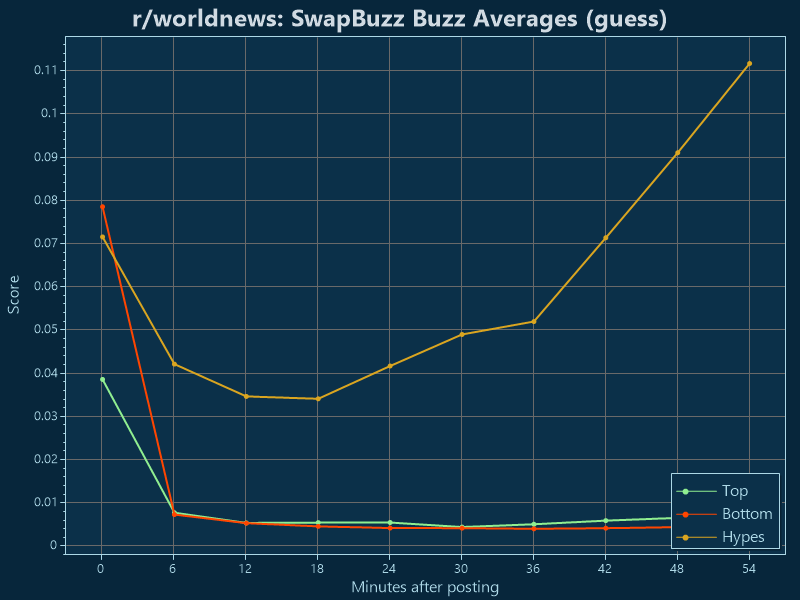 r/worldnews: SwapBuzz Buzz Averages (guess)
0.11
0.1
0.09
0.08
0.07
0.06
0.05
0.04
0.03
0.02
0.01
0
Score
0 6 12 18 24 30 36 42 48 54
Minutes after posting
Top
Bottom
Hypes